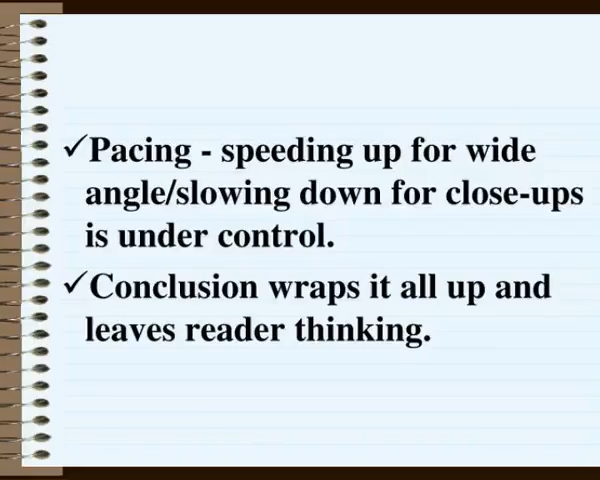 ✓Pacing - speeding up for wide
angle/slowing down for close-ups
is under control.
✓Conclusion wraps it all up and
leaves reader thinking.